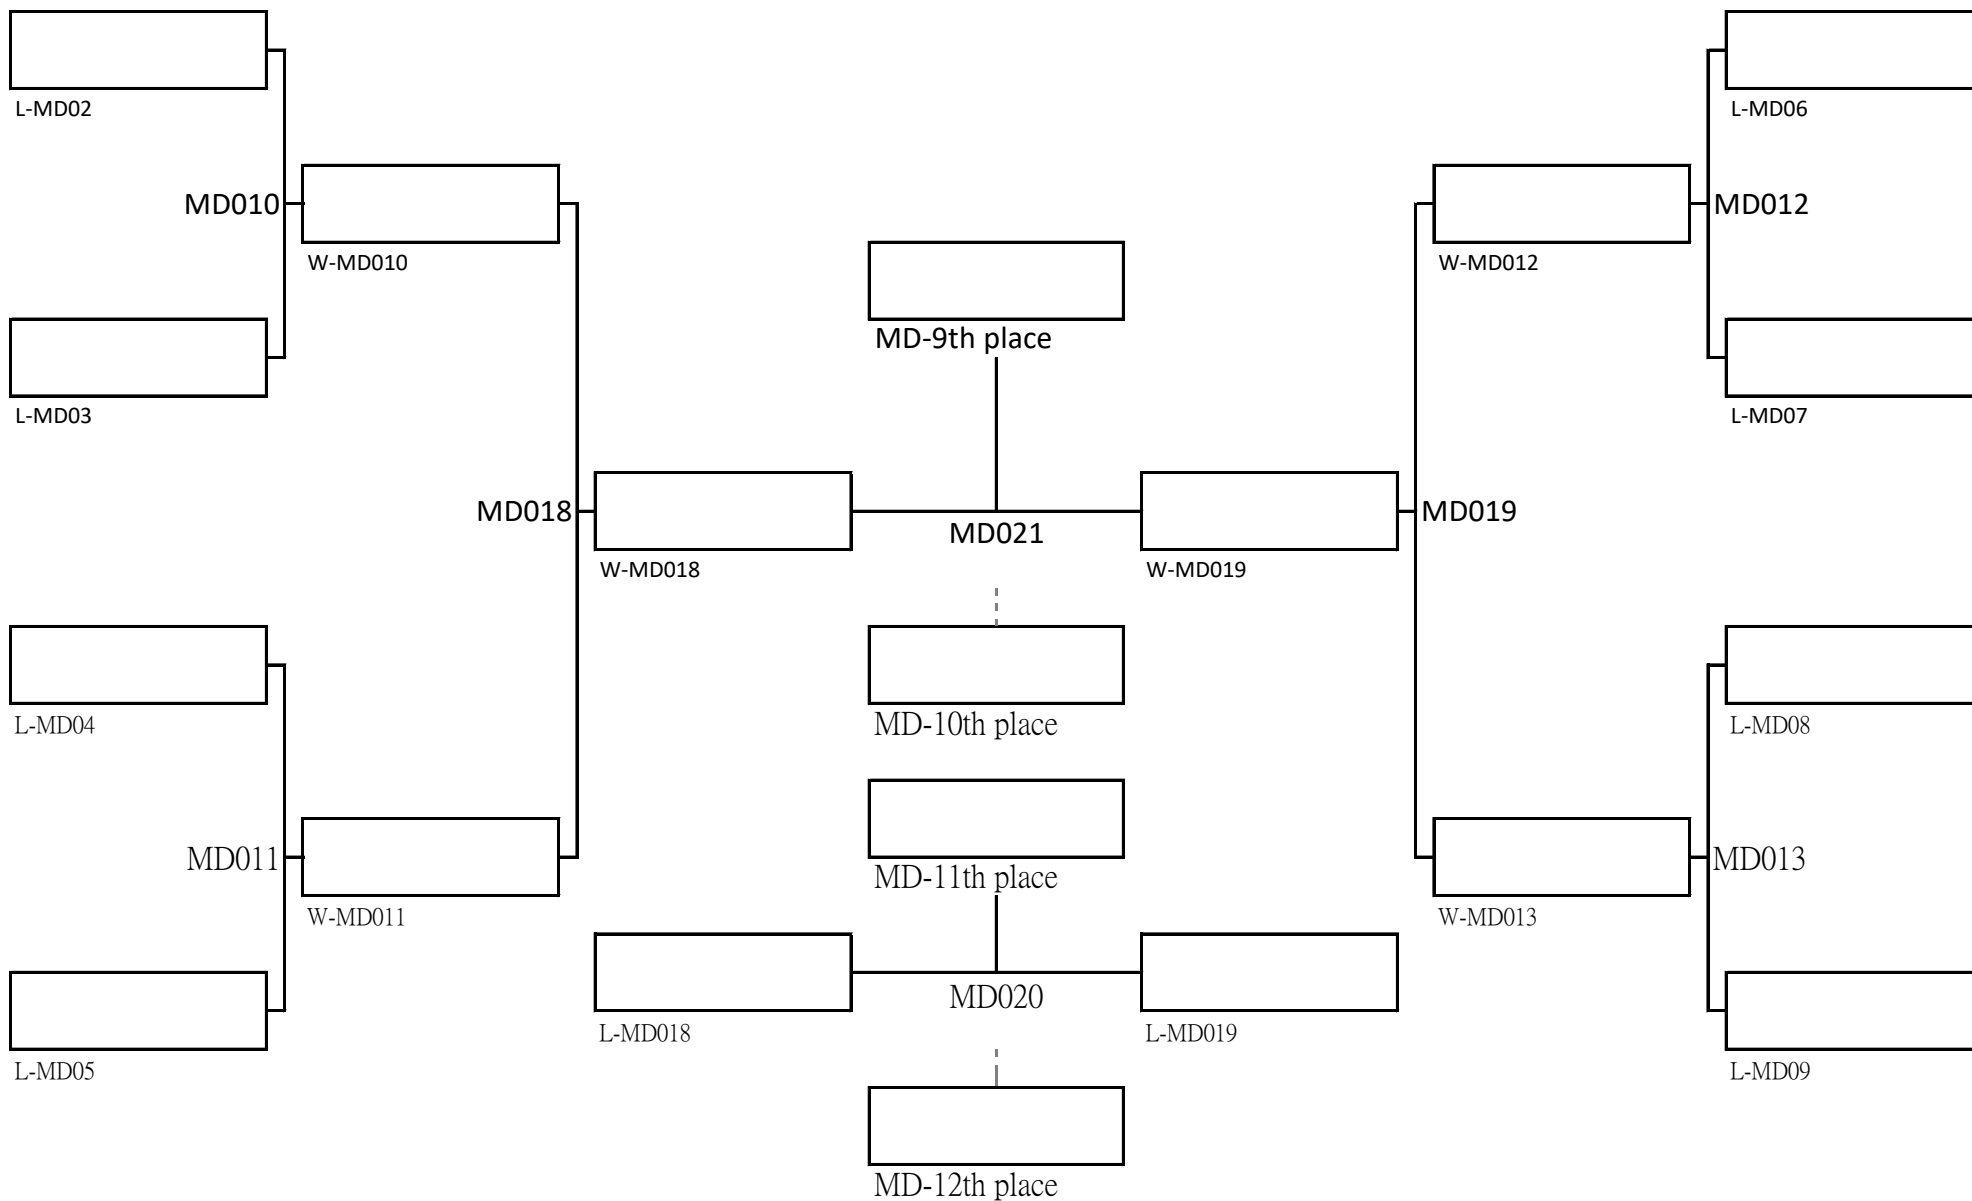 L-MD02
L-MD06
MD010
MD012
W-MD010
W-MD012
MD-9th place
L-MD03
L-MD07
MD018
MD021
MD019
W-MD018
W-MD019
L-MD04
MD-10th place
L-MD08
MD011
MD-11th place
MD013
W-MD011
W-MD013
MD020
L-MD018
L-MD019
L-MD05
L-MD09
MD-12th place